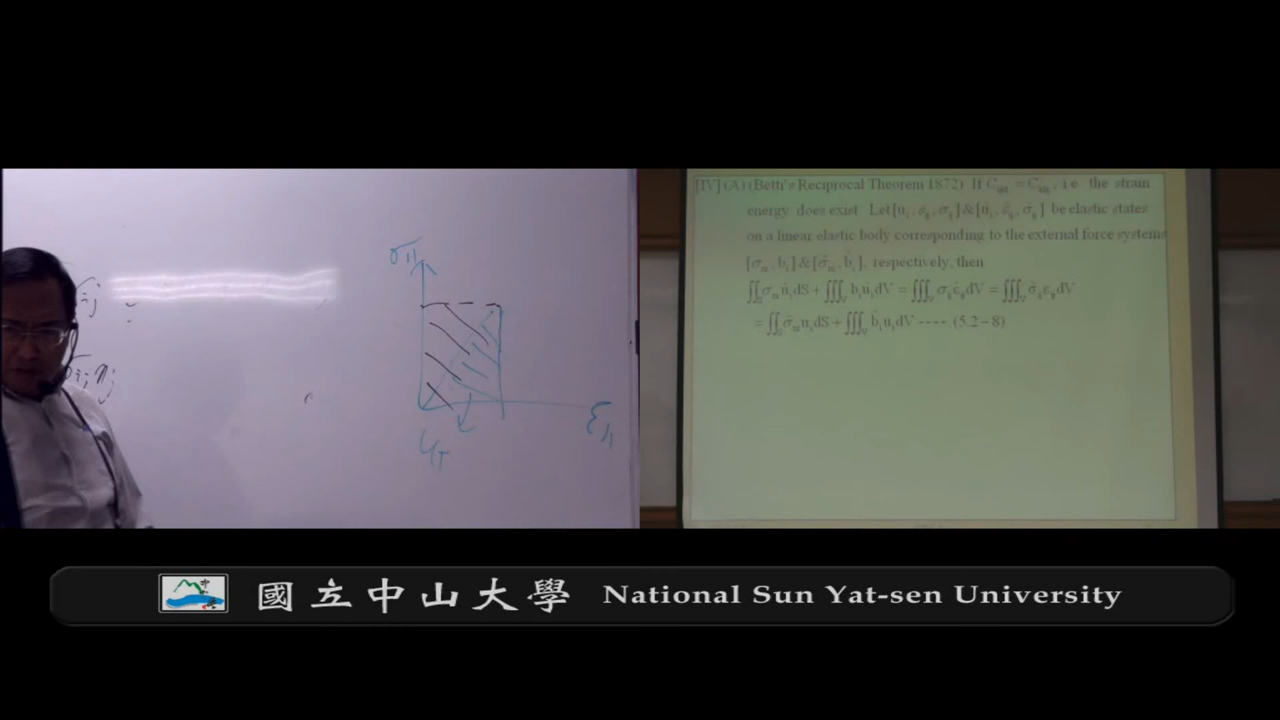 σ11
ε11
[IV] (A) (Betti's Reciprocal Theorem 1872) If C_ijkl = C_klij, i.e the strain
energy does exist Let [u_i, ε_ij, σ_ij] & [ũ_i, ε̃_ij, σ̃_ij] be elastic states
on a linear elastic body corresponding to the external force systems
[σ_ni, b_i] & [σ̃_ni, b̃_i], respectively, then
∬_S σ_ni ũ_i dS + ∭_V b_i ũ_i dV = ∭_V σ_ij ε̃_ij dV = ∭_V σ̃_ij ε_ij dV
= ∬_S σ̃_ni u_i dS + ∭_V b̃_i u_i dV ---- (5.2-8)
國立中山大學 National Sun Yat-sen University